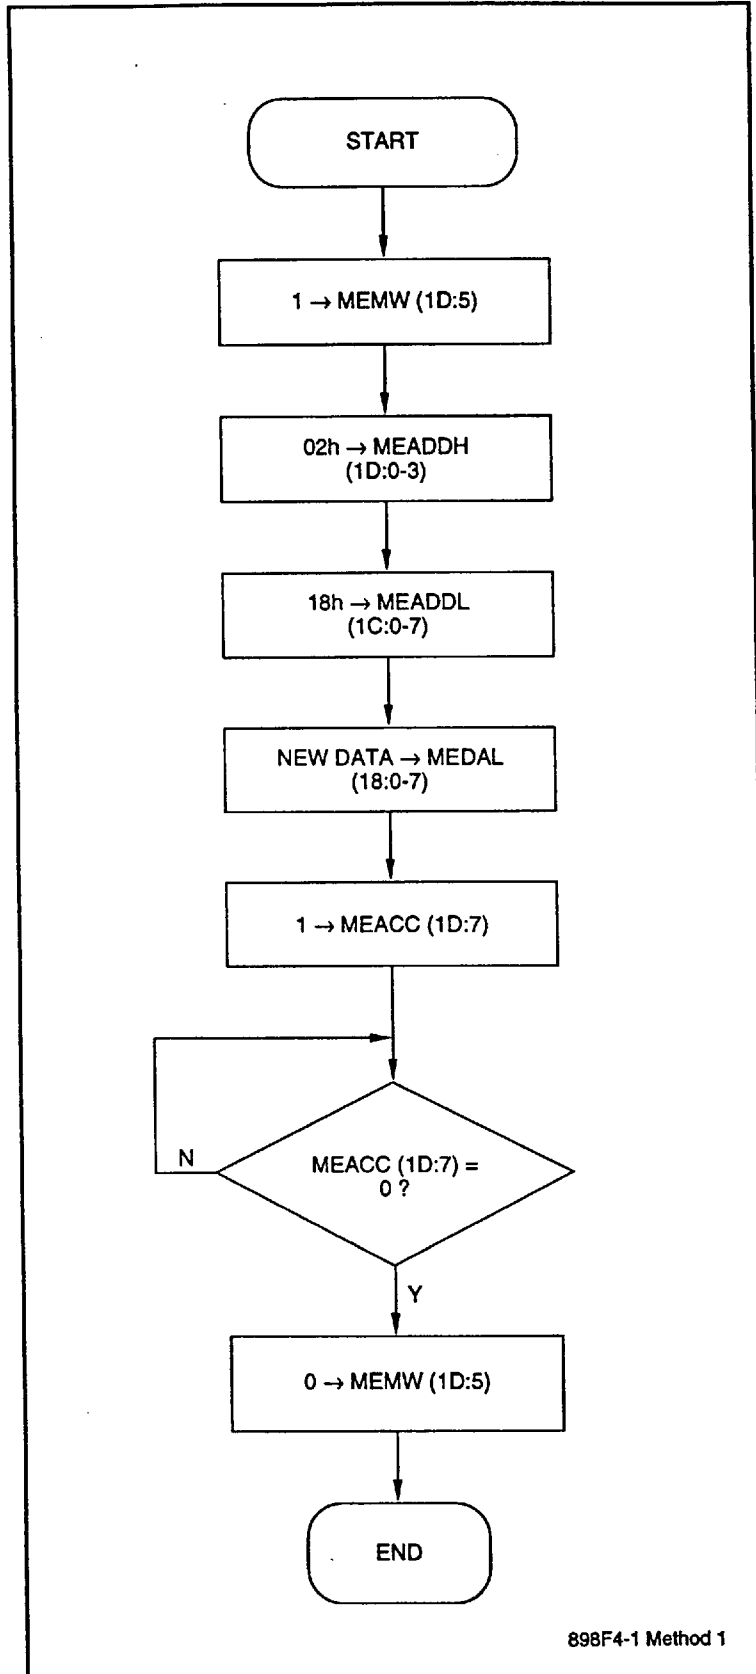 START
1 → MEMW (1D:5)
02h → MEADDH
(1D:0-3)
18h → MEADDL
(1C:0-7)
NEW DATA → MEDAL
(18:0-7)
1 → MEACC (1D:7)
MEACC (1D:7) =
0 ?
N
Y
0 → MEMW (1D:5)
END
898F4-1 Method 1